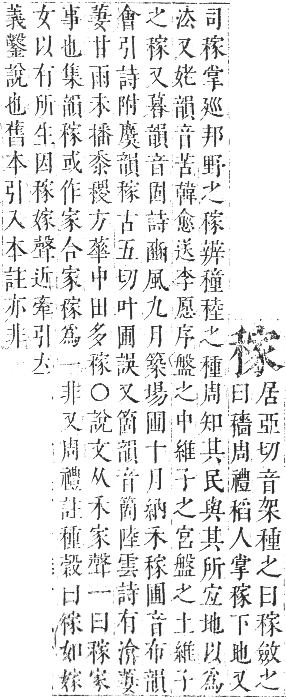 稼
居亞切音架種之曰稼斂之
曰穡周禮稻人掌稼下地又
司稼掌廵邦野之稼辨穜稑之種周知其民與其所宜地以為
法又姥韻音苦韓愈送李愿序盤之中維子之宮盤之土維子
之稼又暮韻音固詩豳風九月築場圃十月納禾稼圃音布韻
會引詩附麌韻稼古五切叶圃誤又箇韻音箇陸雲詩有渰萋
萋甘雨未播黍稷方華中田多稼○說文从禾家聲一曰稼家
事也集韻稼或作家合家稼為一非又周禮註種穀曰稼如嫁
女以有所生因稼嫁聲近牽引去
義鑿說也舊本引入本註亦非